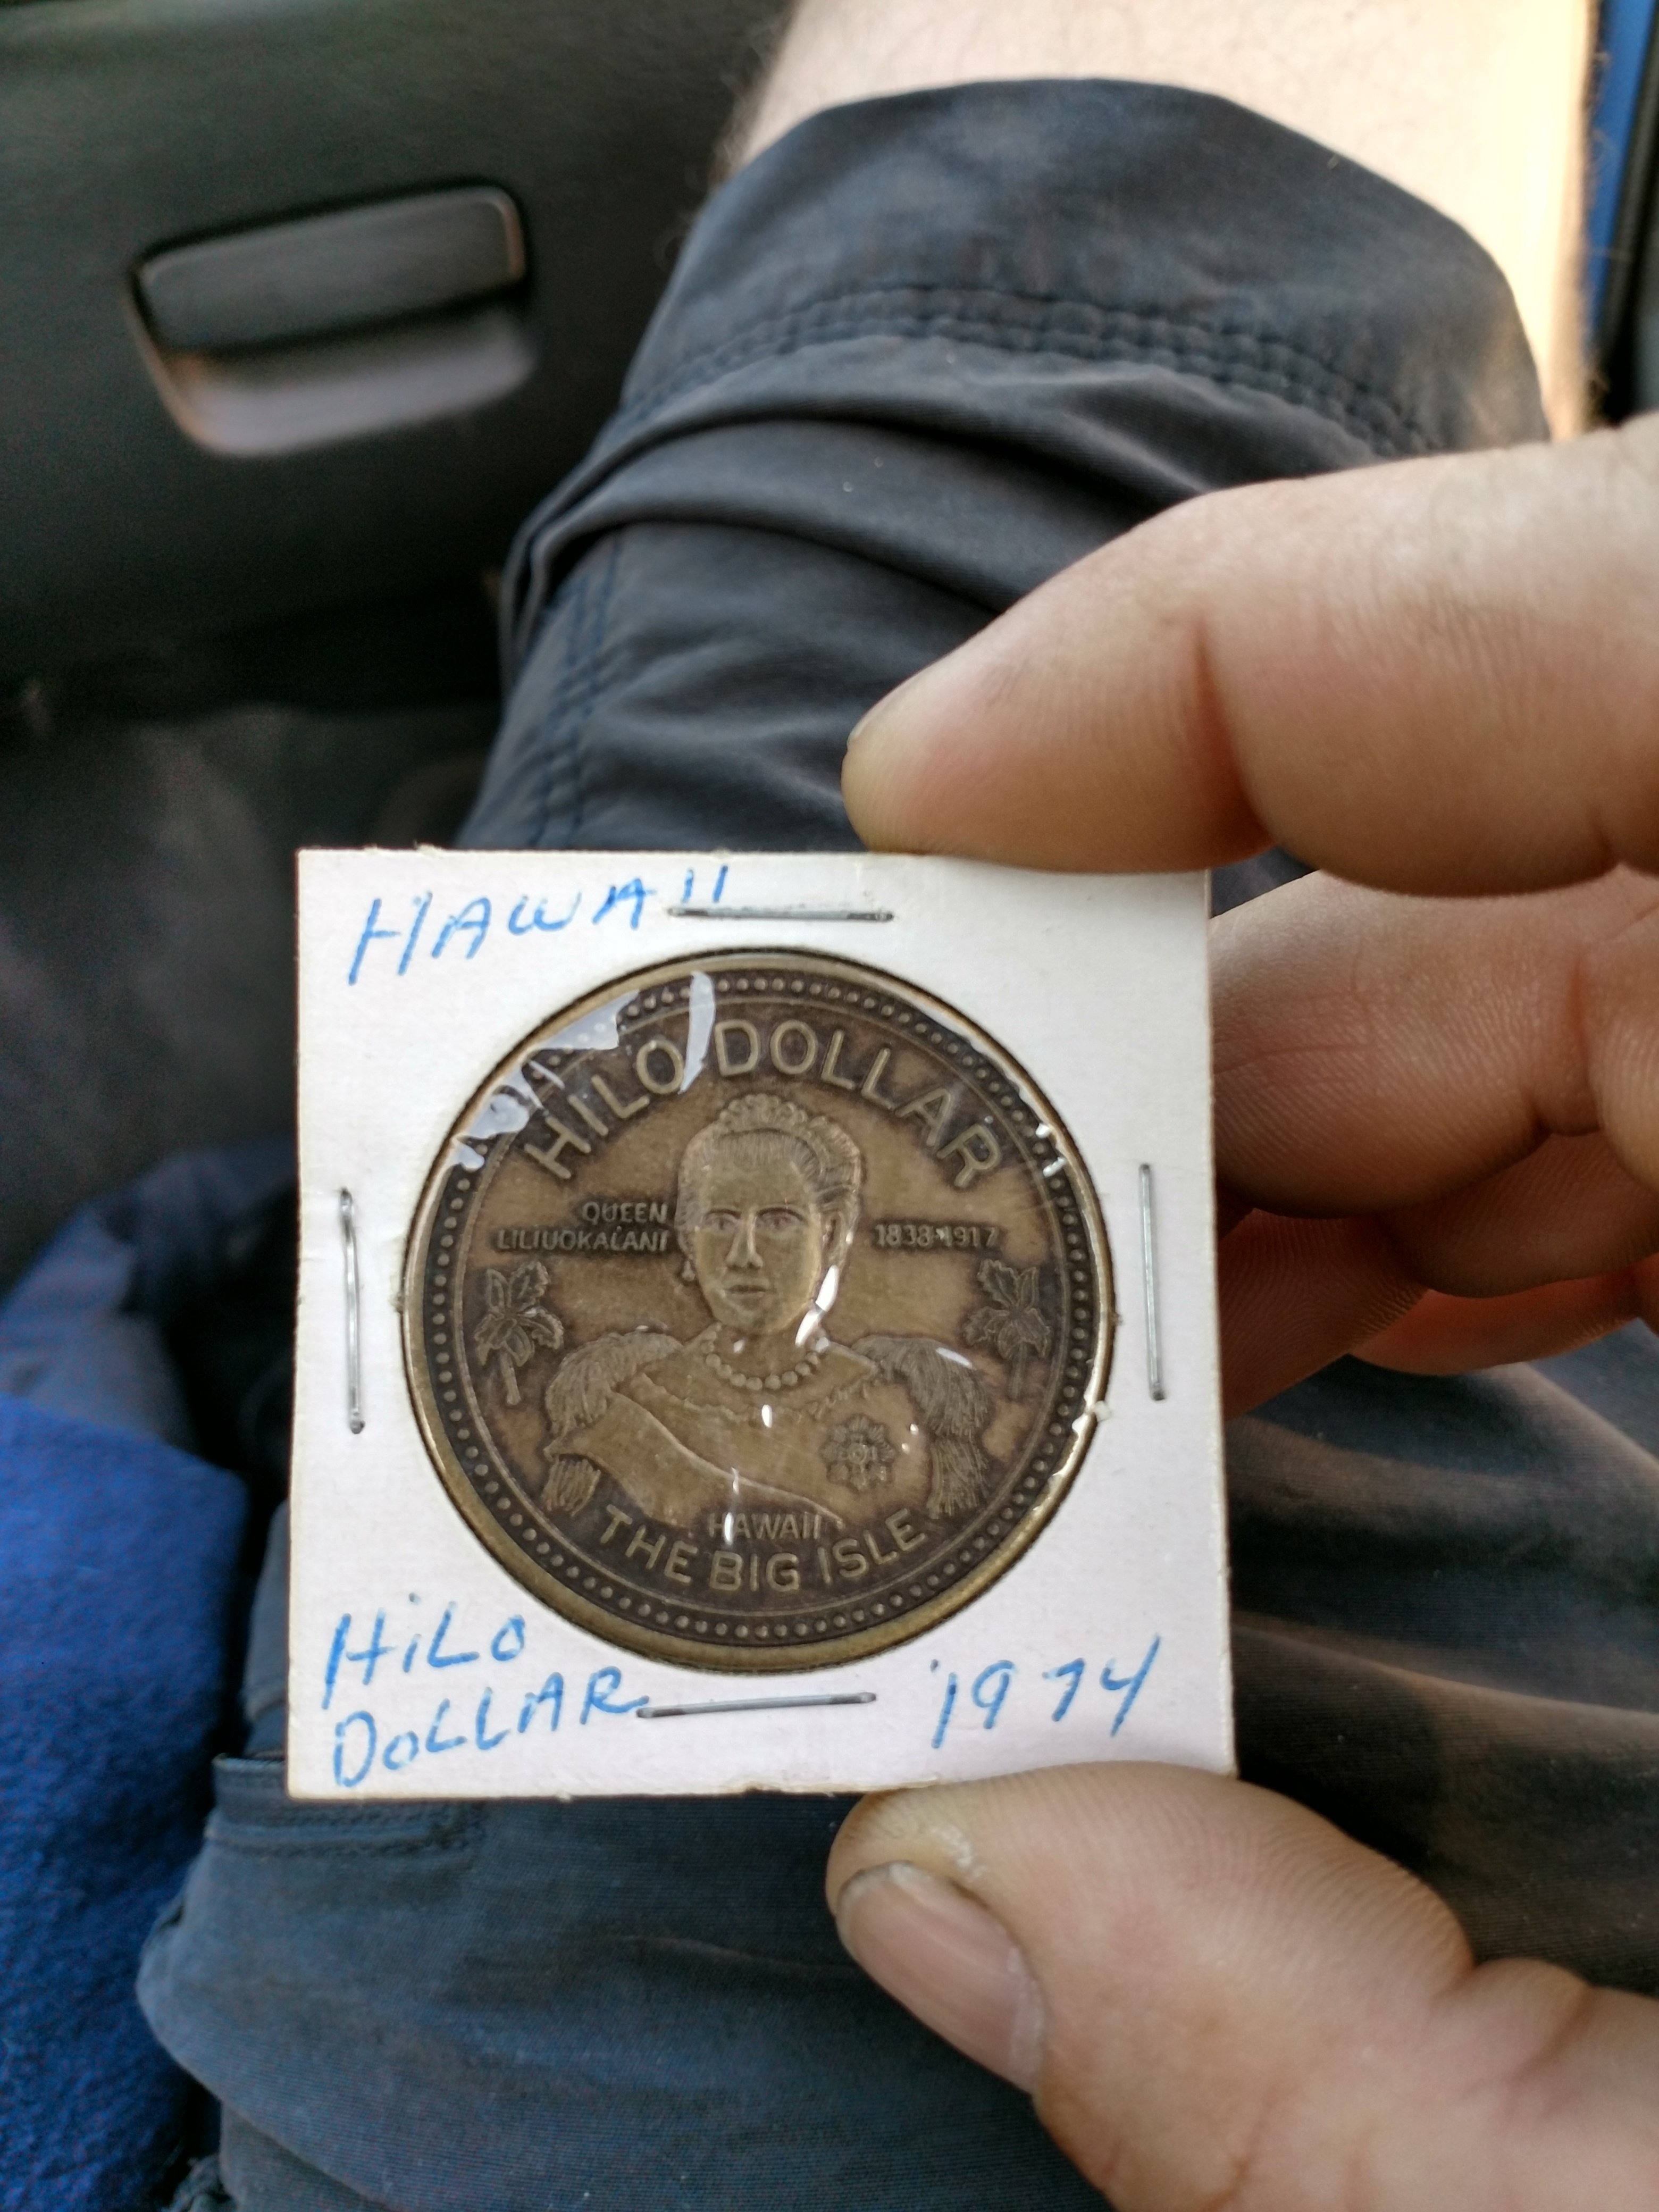 HAWAII
HILO DOLLAR
QUEEN
LILIUOKALANI
1838-1917
HAWAII
THE BIG ISLE
HiLO
DOLLAR
1974